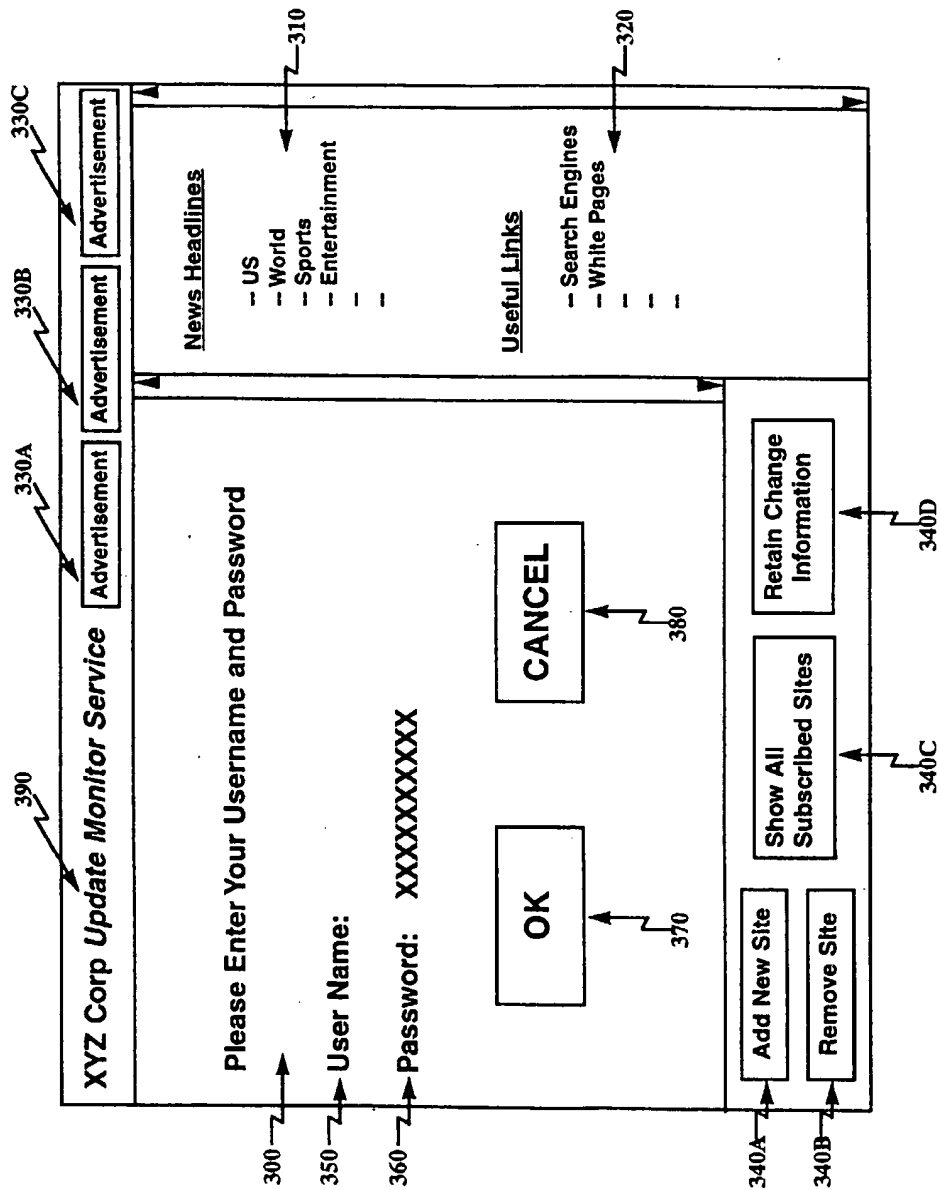 390
330A
330B
330C
XYZ Corp Update Monitor Service
Advertisement
Advertisement
Advertisement
300
Please Enter Your Username and Password
350
User Name:
360
Password: XXXXXXXXX
OK
CANCEL
370
380
News Headlines
-- US
-- World
-- Sports
-- Entertainment
--
--
310
Useful Links
-- Search Engines
-- White Pages
--
--
--
320
340A
Add New Site
340B
Remove Site
Show All
Subscribed Sites
340C
Retain Change
Information
340D